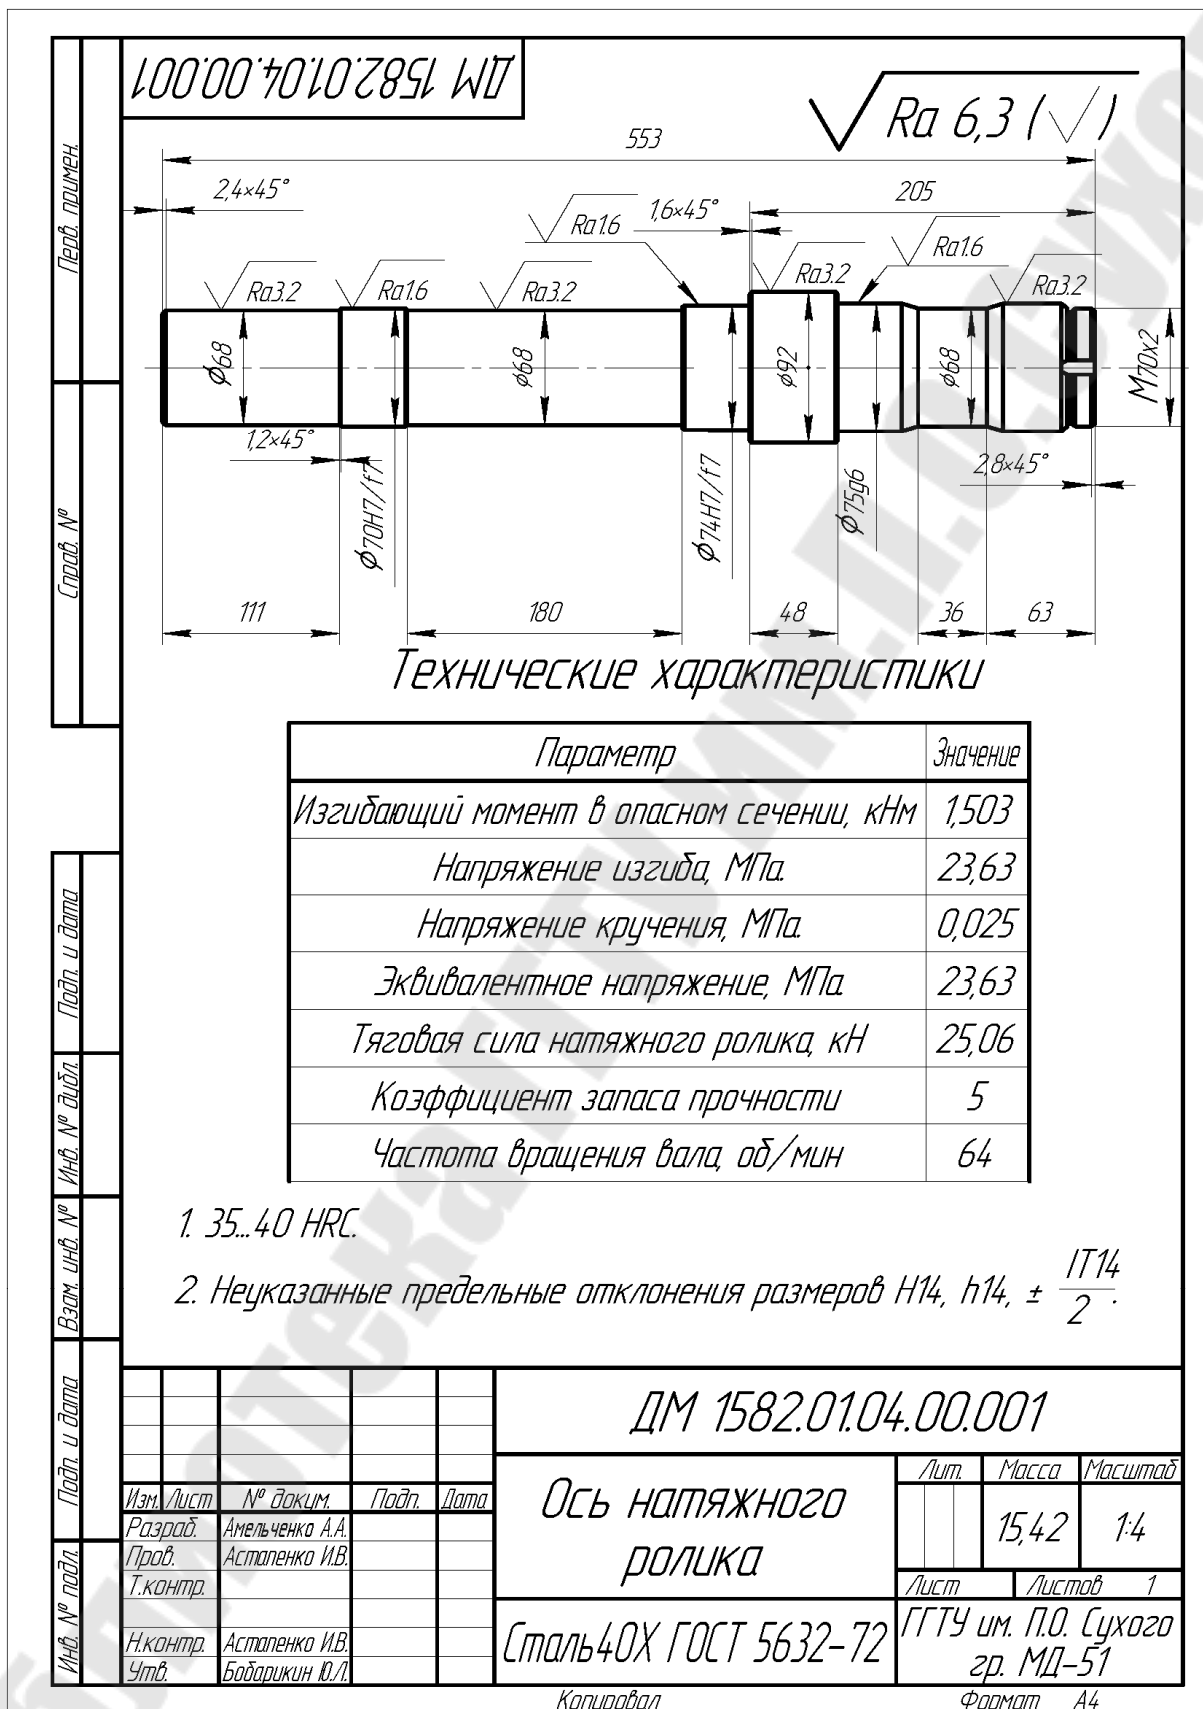 ДМ 1582.01.04.00.001
Ra 6,3 ( )
553
2,4×45°
205
1,6×45°
Ra1.6
Ra1.6
Ra3.2
Ra1.6
Ra3.2
Ra3.2
Ra3.2
ϕ68
ϕ68
ϕ92
ϕ68
M70x2
1,2×45°
2,8×45°
ϕ70H7/f7
ϕ74H7/f7
ϕ75g6
111
180
48
36
63
Технические характеристики
Параметр Значение
Изгибающий момент в опасном сечении, кНм 1,503
Напряжение изгиба, МПа 23,63
Напряжение кручения, МПа 0,025
Эквивалентное напряжение, МПа 23,63
Тяговая сила натяжного ролика, кН 25,06
Коэффициент запаса прочности 5
Частота вращения вала, об/мин 64
1. 35...40 HRC.
2. Неуказанные предельные отклонения размеров H14, h14, ± IT14/2.
Перв. примен.
Справ. №
Подп. и дата
Инв. № дубл.
Взам. инв. №
Подп. и дата
Инв. № подл.
ДМ 1582.01.04.00.001
Изм. Лист № докум. Подп. Дата
Разраб. Амельченко А.А.
Пров. Астапенко И.В.
Т.контр.
Н.контр. Астапенко И.В.
Утв. Бобарикин Ю.Л.
Ось натяжного
ролика
Лит. Масса Масштаб
15,42 1:4
Лист Листов 1
Сталь40Х ГОСТ 5632-72
ГГТУ им. П.О. Сухого
гр. МД-51
Копировал Формат А4